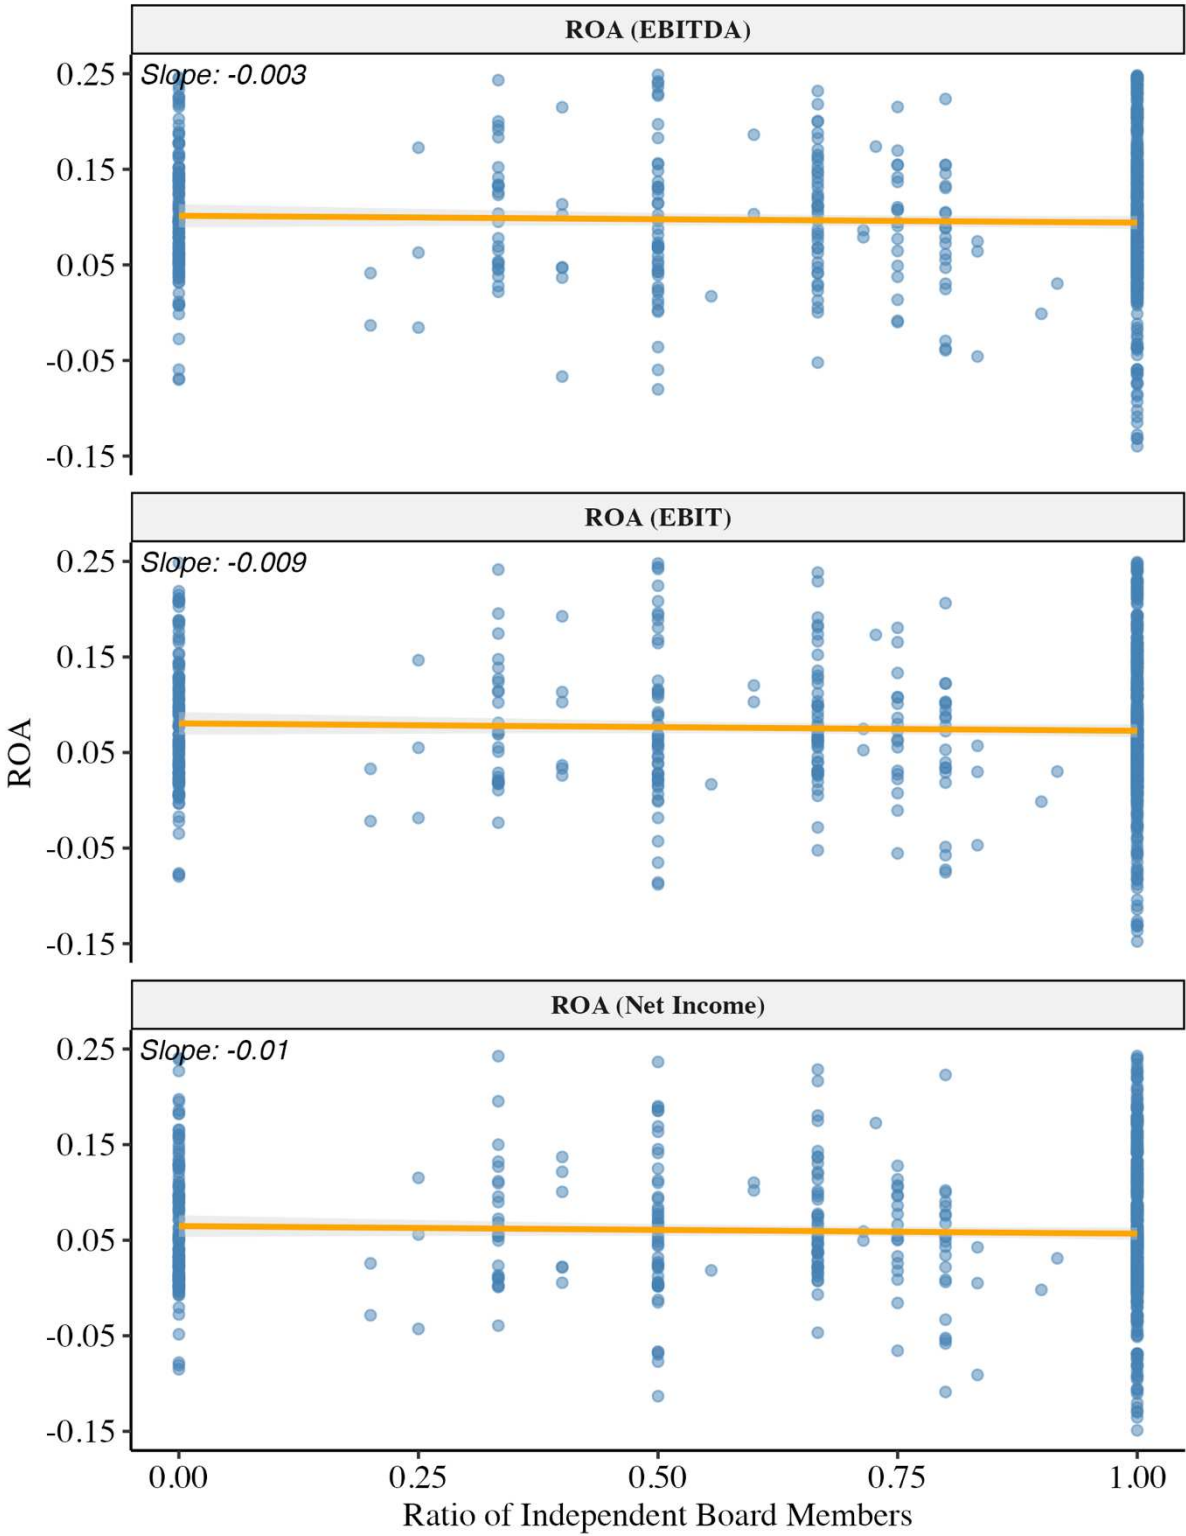 ROA (EBITDA)
Slope: -0.003
0.25
0.15
0.05
-0.05
-0.15
ROA (EBIT)
Slope: -0.009
0.25
0.15
0.05
-0.05
-0.15
ROA
ROA (Net Income)
Slope: -0.01
0.25
0.15
0.05
-0.05
-0.15
0.00 0.25 0.50 0.75 1.00
Ratio of Independent Board Members